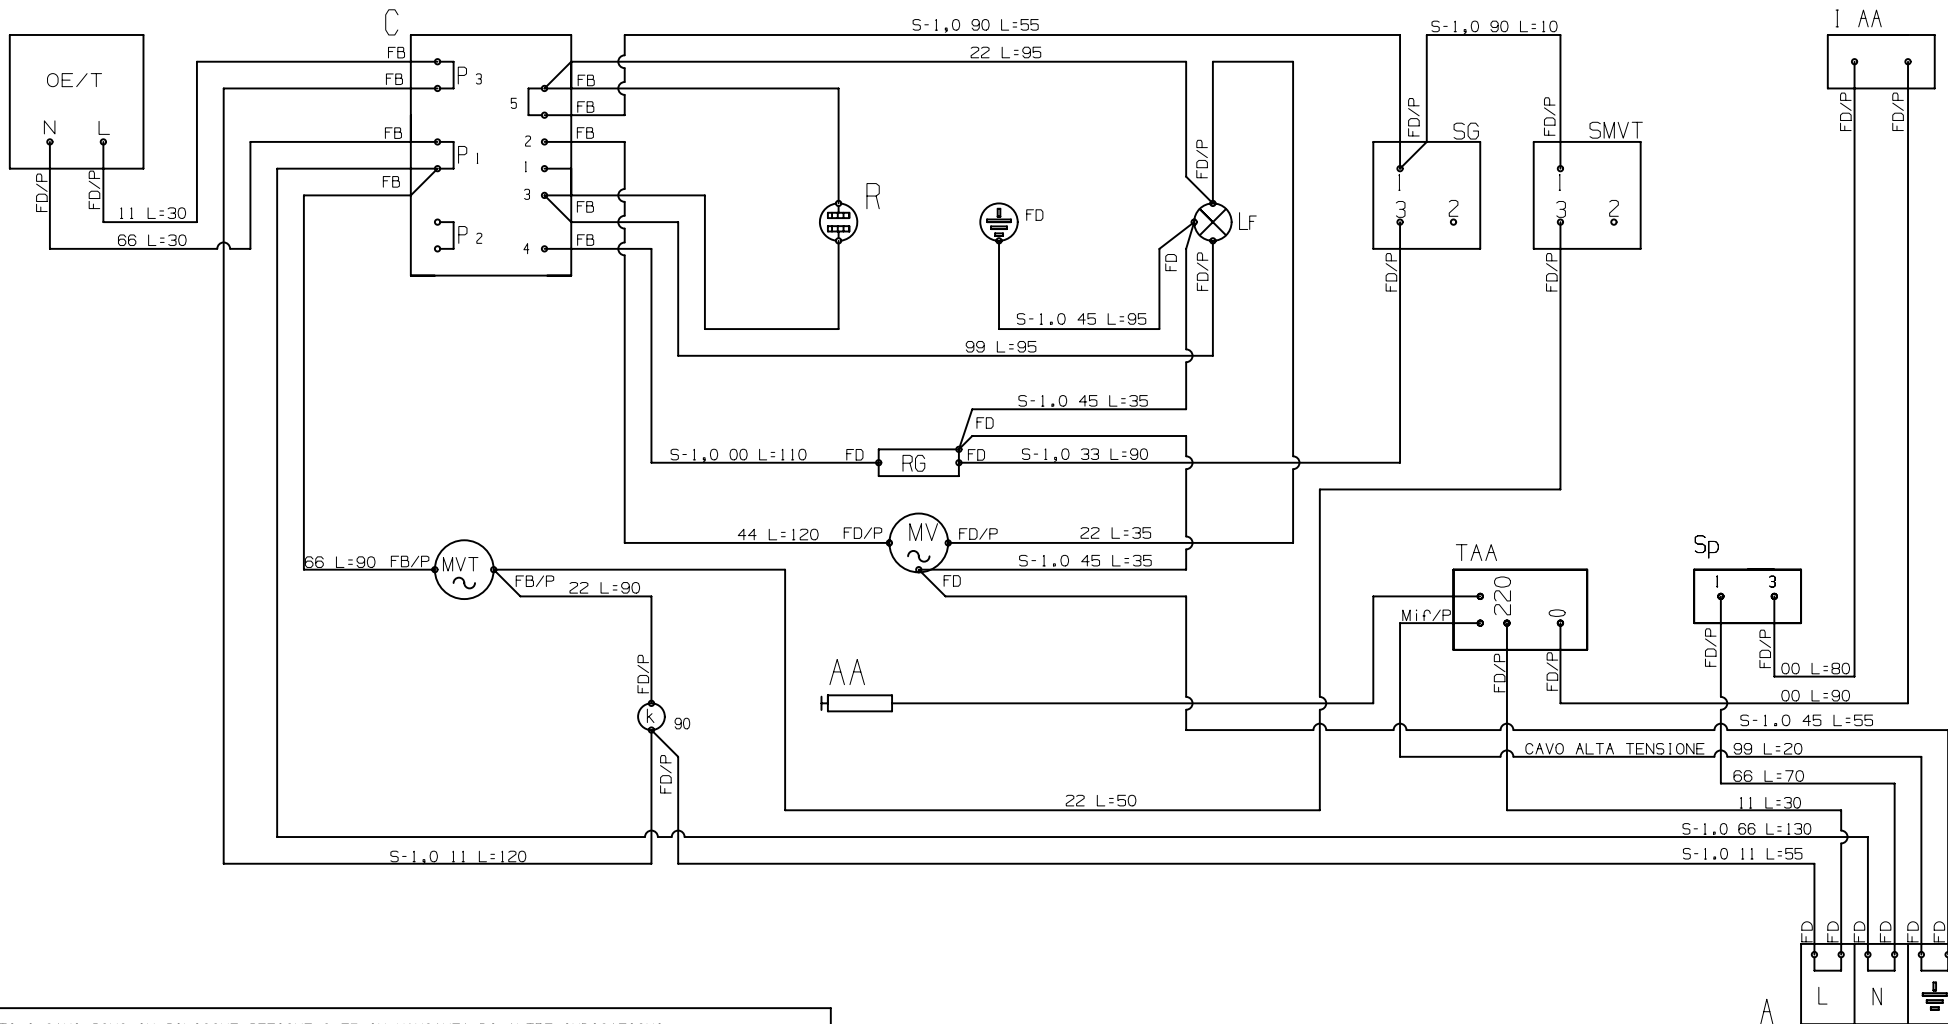 C
S-1,0 90 L=55
S-1,0 90 L=10
I AA
22 L=95
OE/T
N
L
FB
FB
P 3
FB
P 1
FB
P 2
5
2
1
3
4
FB
FB
FB
FB
FB
FD/P
FD/P
11 L=30
66 L=30
R
FD
FD/P
LF
FD
FD/P
SG
FD/P
1
3
2
FD/P
SMVT
FD/P
1
3
2
FD/P
FD/P
FD/P
S-1.0 45 L=95
99 L=95
S-1.0 45 L=35
FD
S-1,0 00 L=110
FD
RG
FD
S-1,0 33 L=90
44 L=120
FD/P
MV
FD/P
22 L=35
S-1.0 45 L=35
FD
66 L=90
FB/P
MVT
FB/P
22 L=90
TAA
220
0
Mif/P
FD/P
FD/P
Sp
1
3
FD/P
FD/P
00 L=80
00 L=90
S-1.0 45 L=55
AA
FD/P
k
90
FD/P
CAVO ALTA TENSIONE
99 L=20
66 L=70
22 L=50
11 L=30
S-1.0 66 L=130
S-1,0 11 L=120
S-1.0 11 L=55
FD
FD
FD
FD
FD
FD
A
L
N